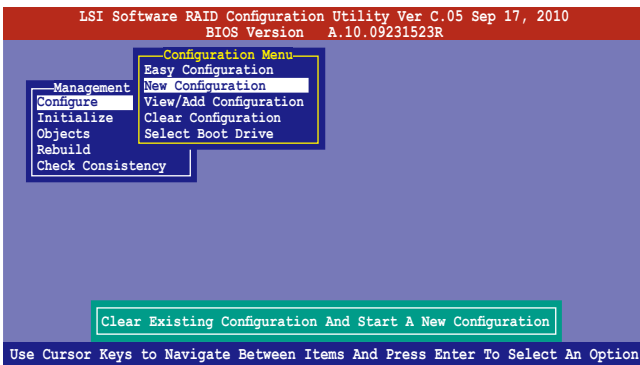 LSI Software RAID Configuration Utility Ver C.05 Sep 17, 2010
BIOS Version A.10.09231523R
Configuration Menu
Easy Configuration
New Configuration
View/Add Configuration
Clear Configuration
Select Boot Drive
Management
Configure
Initialize
Objects
Rebuild
Check Consistency
Clear Existing Configuration And Start A New Configuration
Use Cursor Keys to Navigate Between Items And Press Enter To Select An Option